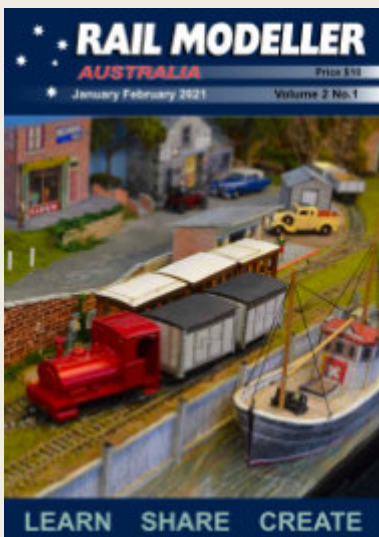 RAIL MODELLER
AUSTRALIA
Price $10
January February 2021
Volume 2 No.1
LEARN SHARE CREATE